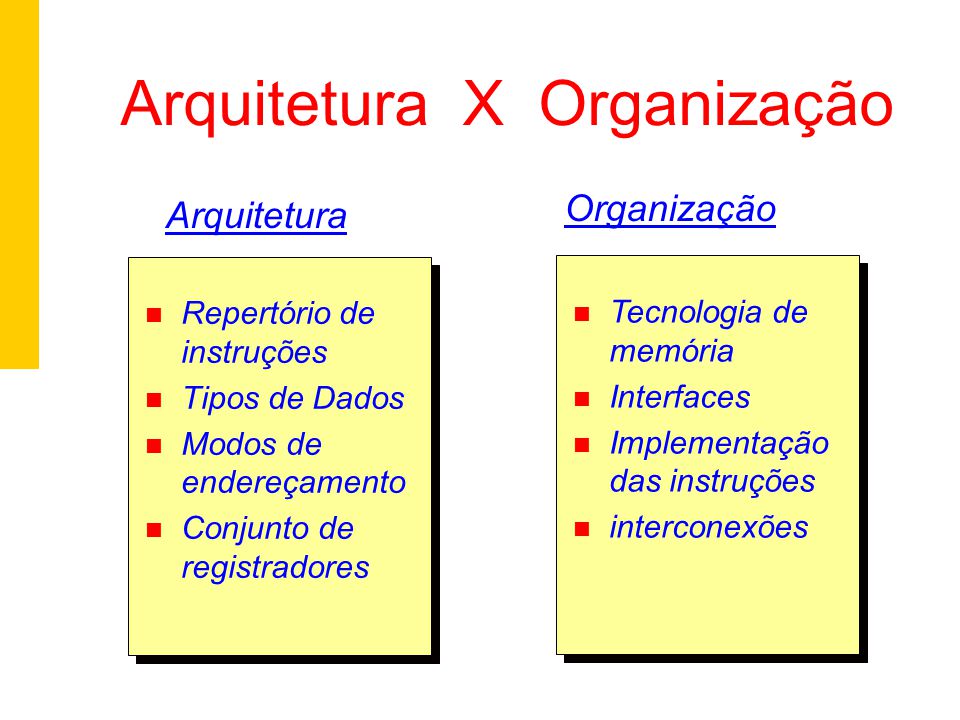 Arquitetura X Organização
Arquitetura
Repertório de
instruções
Tipos de Dados
Modos de
endereçamento
Conjunto de
registradores
Organização
Tecnologia de
memória
Interfaces
Implementação
das instruções
interconexões